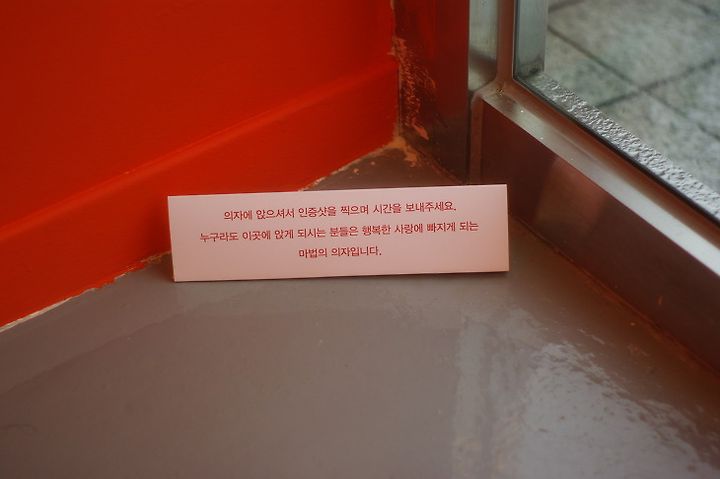 의자에 앉으셔서 인증샷을 찍으며 시간을 보내주세요.
누구라도 이곳에 앉게 되시는 분들은 행복한 사랑에 빠지게 되는
마법의 의자입니다.